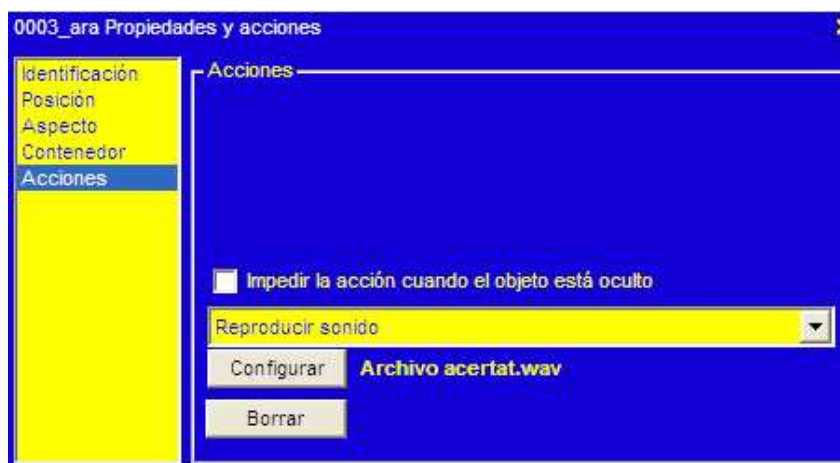 0003_ara Propiedades y acciones
Identificación
Posición
Aspecto
Contenedor
Acciones
Acciones
Impedir la acción cuando el objeto está oculto
Reproducir sonido
Configurar Archivo acertat.wav
Borrar